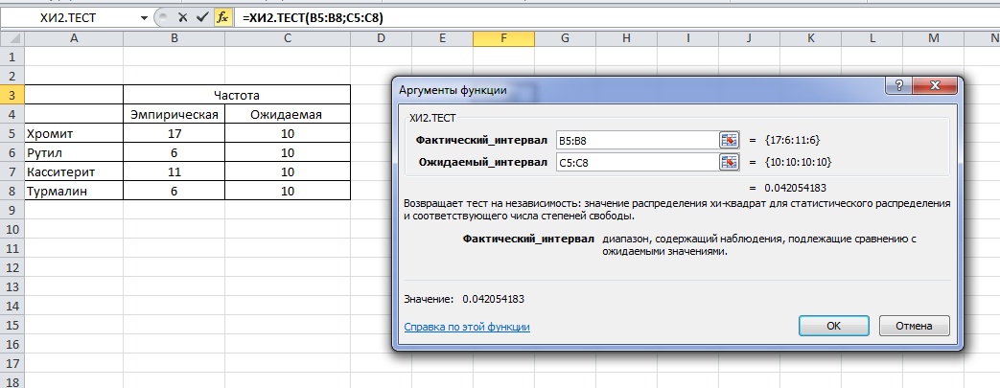 ХИ2.ТЕСТ fx =ХИ2.ТЕСТ(B5:B8;C5:C8)
A B C D E F G H I J K L M N
1
2
3 Частота
4 Эмпирическая Ожидаемая
5 Хромит 17 10
6 Рутил 6 10
7 Касситерит 11 10
8 Турмалин 6 10
9
10
11
12
13
14
15
16
17
18
Аргументы функции
ХИ2.ТЕСТ
Фактический_интервал B5:B8 = {17:6:11:6}
Ожидаемый_интервал C5:C8 = {10:10:10:10}
= 0.042054183
Возвращает тест на независимость: значение распределения хи-квадрат для статистического распределения
и соответствующего числа степеней свободы.
Фактический_интервал диапазон, содержащий наблюдения, подлежащие сравнению с
ожидаемыми значениями.
Значение: 0.042054183
Справка по этой функции
OK Отмена